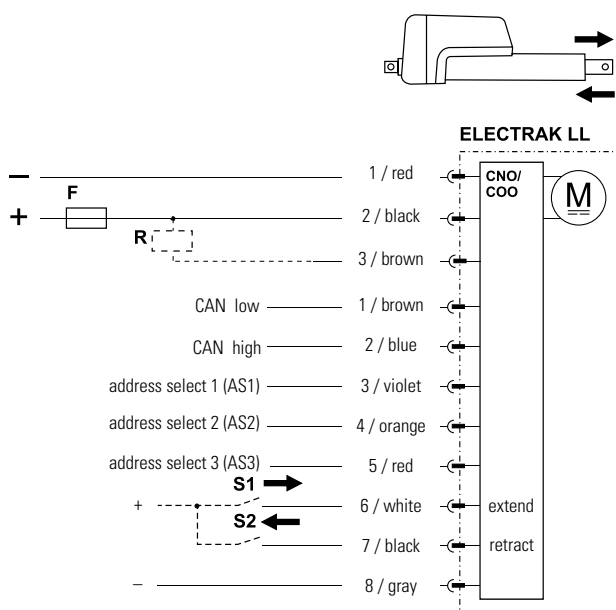 ELECTRAK LL
– 1 / red CNO/
COO
M
F
+ 2 / black
R
3 / brown
CAN low 1 / brown
CAN high 2 / blue
address select 1 (AS1) 3 / violet
address select 2 (AS2) 4 / orange
address select 3 (AS3) 5 / red
S1
+ 6 / white extend
S2
7 / black retract
– 8 / gray